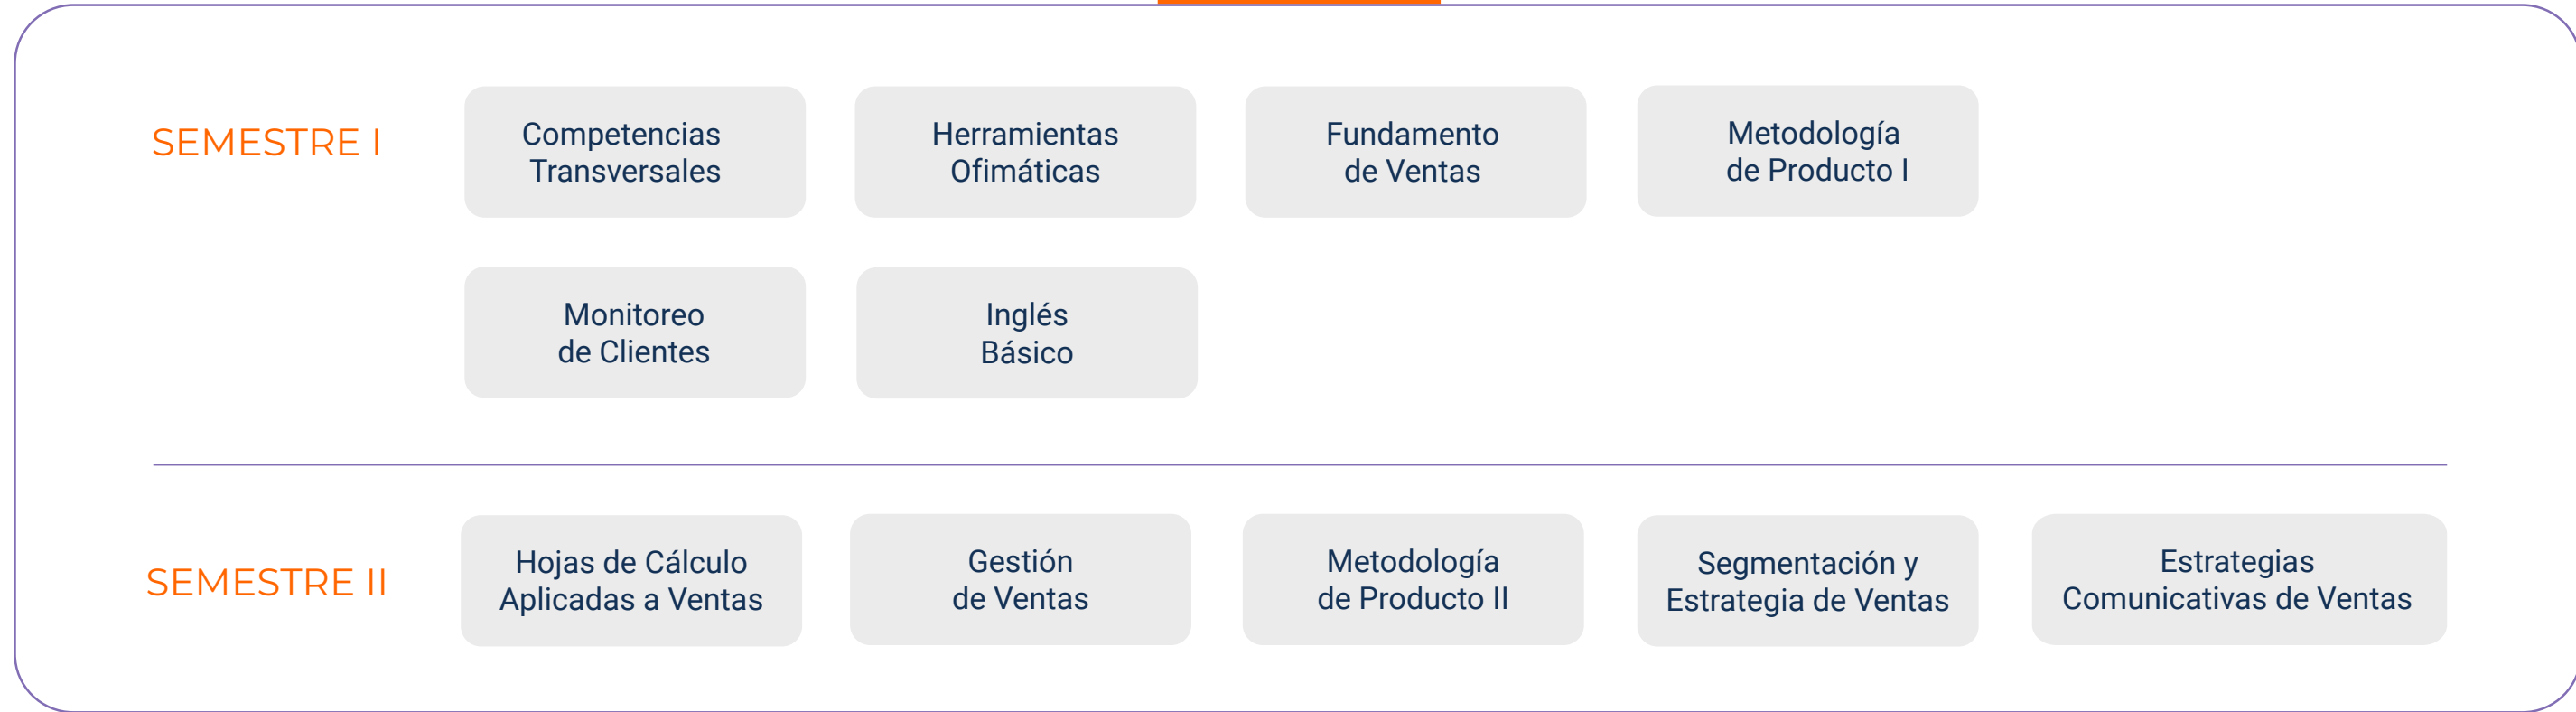 SEMESTRE I
Competencias
Transversales
Herramientas
Ofimáticas
Fundamento
de Ventas
Metodología
de Producto I
Monitoreo
de Clientes
Inglés
Básico
SEMESTRE II
Hojas de Cálculo
Aplicadas a Ventas
Gestión
de Ventas
Metodología
de Producto II
Segmentación y
Estrategia de Ventas
Estrategias
Comunicativas de Ventas